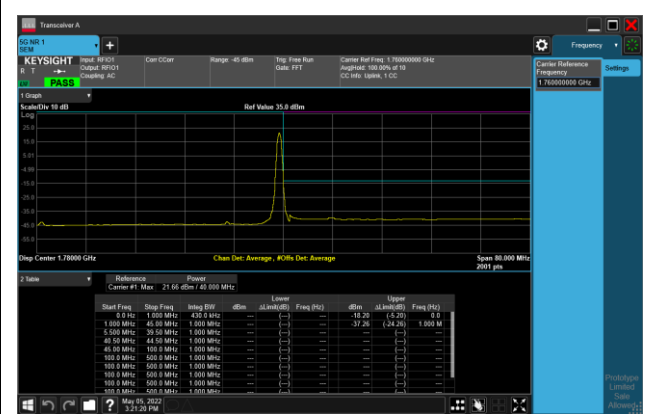 Transceiver A
5G NR 1
SEM
Frequency
KEYSIGHT Input: RFIO1 Corr CCorr Range: -45 dBm Trig: Free Run Carrier Ref Freq: 1.760000000 GHz
R T Output: RFIO1 Gate: FFT Avg|Hold: 100.00% of 10
Coupling: AC CC Info: Uplink, 1 CC
PASS
Carrier Reference
Frequency
1.760000000 GHz
Settings
1 Graph
Scale/Div 10 dB Ref Value 35.0 dBm
Log
25.0
15.0
5.01
-4.99
-15.0
-25.0
-35.0
-45.0
-55.0
Disp Center 1.78000 GHz Chan Det: Average , #Offs Det: Average Span 80.000 MHz
2001 pts
2 Table
Reference Power
Carrier #1 Max 21.66 dBm / 40.000 MHz
Lower Upper
Start Freq Stop Freq Integ BW dBm ΔLimit(dB) Freq (Hz) dBm ΔLimit(dB) Freq (Hz)
0.0 Hz 1.000 MHz 430.0 kHz --- (---) --- -18.20 (-5.20) 0.0
1.000 MHz 45.00 MHz 1.000 MHz --- (---) --- -37.26 (-24.26) 1.000 M
5.500 MHz 39.50 MHz 1.000 MHz --- (---) --- --- (---) ---
40.50 MHz 44.50 MHz 1.000 MHz --- (---) --- --- (---) ---
45.00 MHz 100.0 MHz 1.000 MHz --- (---) --- --- (---) ---
100.0 MHz 500.0 MHz 1.000 MHz --- (---) --- --- (---) ---
100.0 MHz 500.0 MHz 1.000 MHz --- (---) --- --- (---) ---
100.0 MHz 500.0 MHz 1.000 MHz --- (---) --- --- (---) ---
100.0 MHz 500.0 MHz 1.000 MHz --- (---) --- --- (---) ---
Prototype
Limited
Sale
Allowed
? May 05, 2022
3:21:20 PM